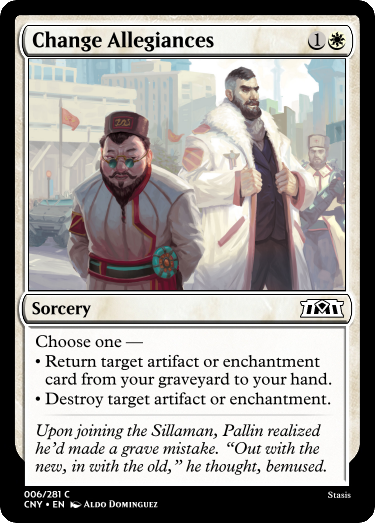 Change Allegiances
1
Sorcery
Choose one —
• Return target artifact or enchantment
card from your graveyard to your hand.
• Destroy target artifact or enchantment.
Upon joining the Sillaman, Pallin realized
he'd made a grave mistake. “Out with the
new, in with the old,” he thought, bemused.
006/281 C
CNY • EN Aldo Dominguez
Stasis